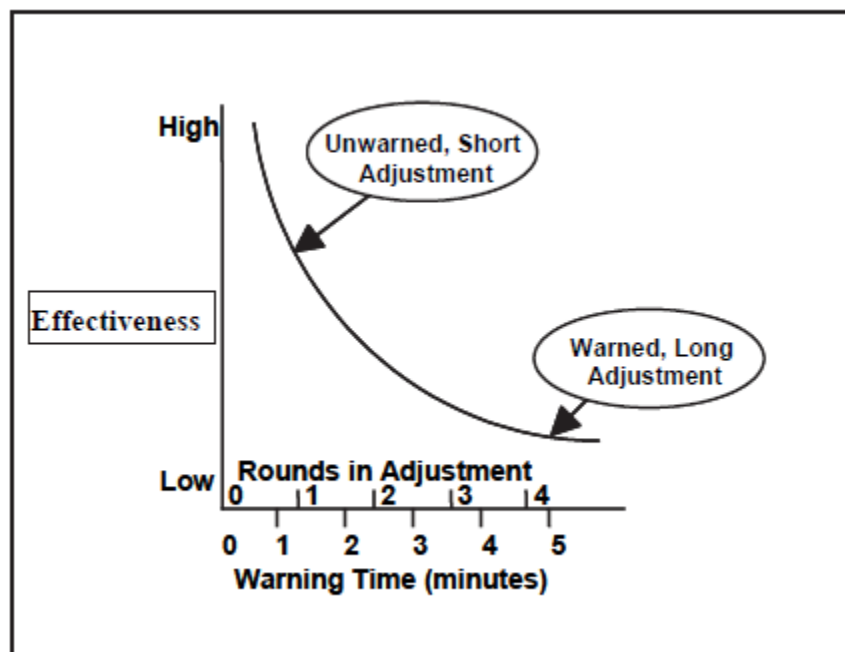 High
Unwarned, Short
Adjustment
Effectiveness
Warned, Long
Adjustment
Rounds in Adjustment
Low
0 1 2 3 4
0 1 2 3 4 5
Warning Time (minutes)